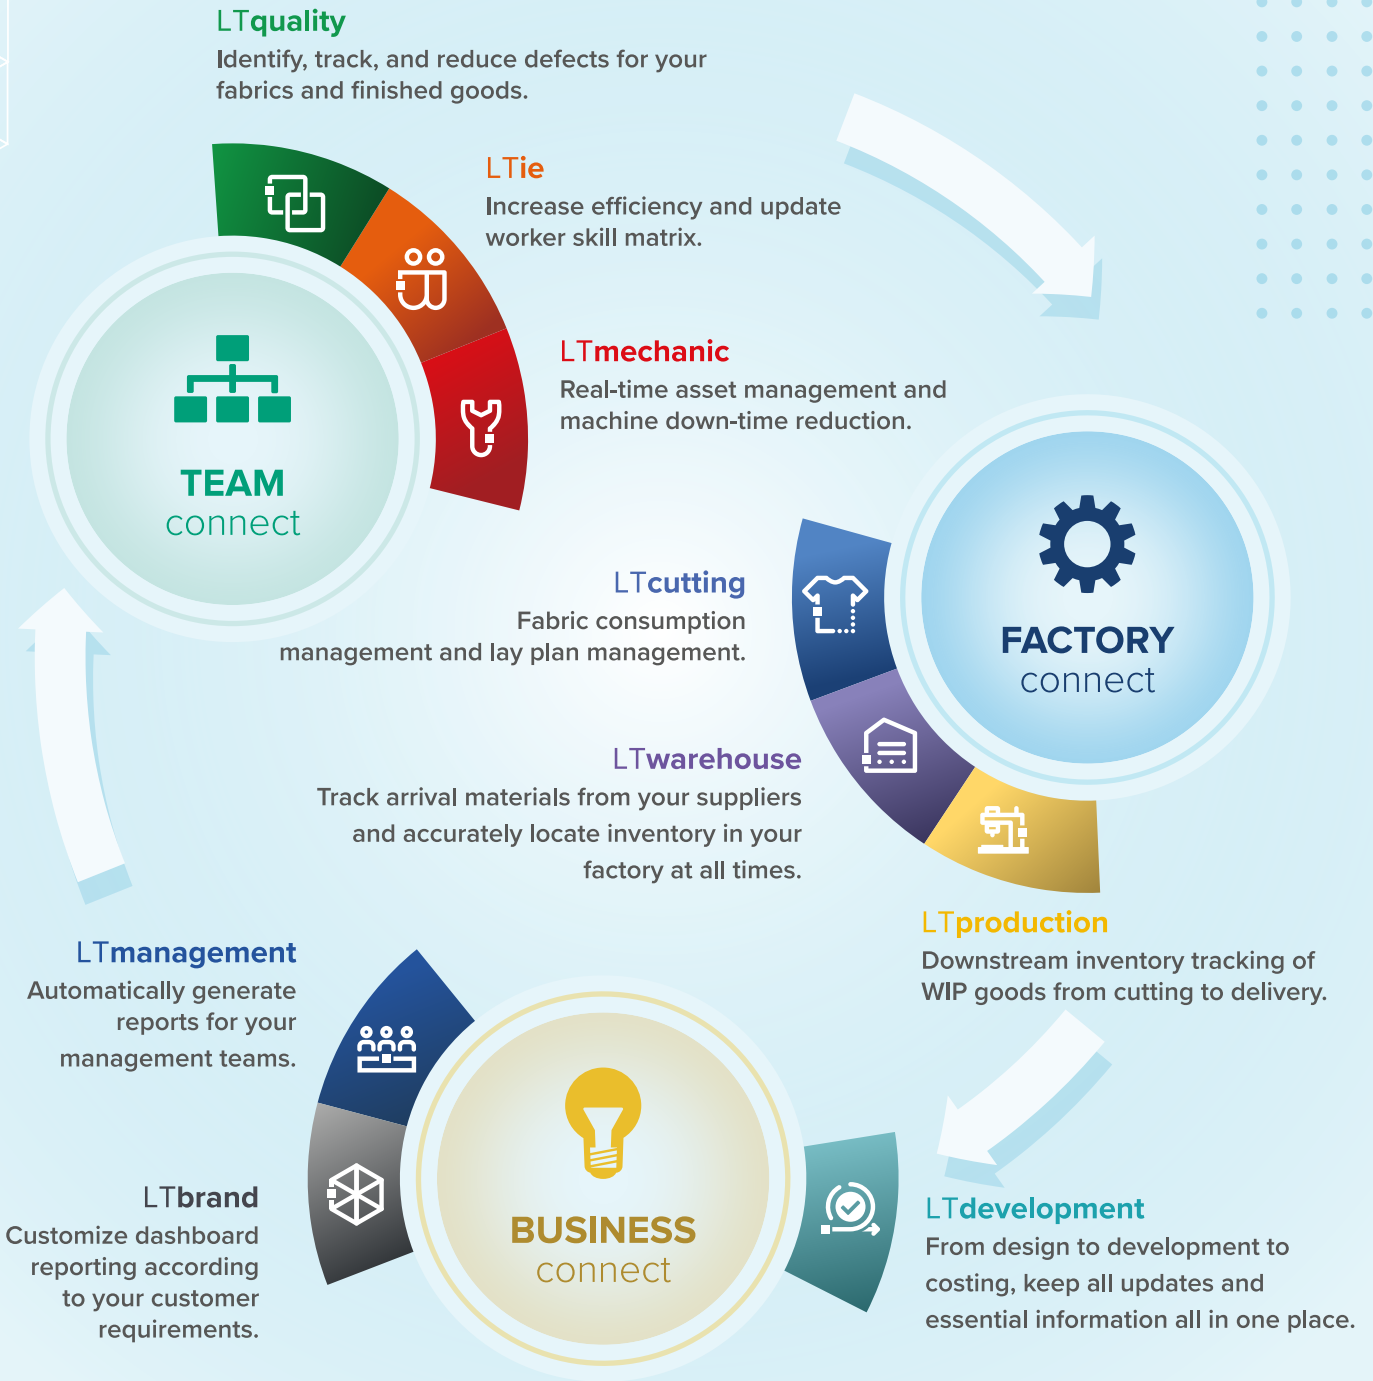 LTquality
Identify, track, and reduce defects for your
fabrics and finished goods.
LTie
Increase efficiency and update
worker skill matrix.
LTmechanic
Real-time asset management and
machine down-time reduction.
TEAM
connect
FACTORY
connect
LTcutting
Fabric consumption
management and lay plan management.
LTwarehouse
Track arrival materials from your suppliers
and accurately locate inventory in your
factory at all times.
LTproduction
Downstream inventory tracking of
WIP goods from cutting to delivery.
LTmanagement
Automatically generate
reports for your
management teams.
LTbrand
Customize dashboard
reporting according
to your customer
requirements.
BUSINESS
connect
LTdevelopment
From design to development to
costing, keep all updates and
essential information all in one place.